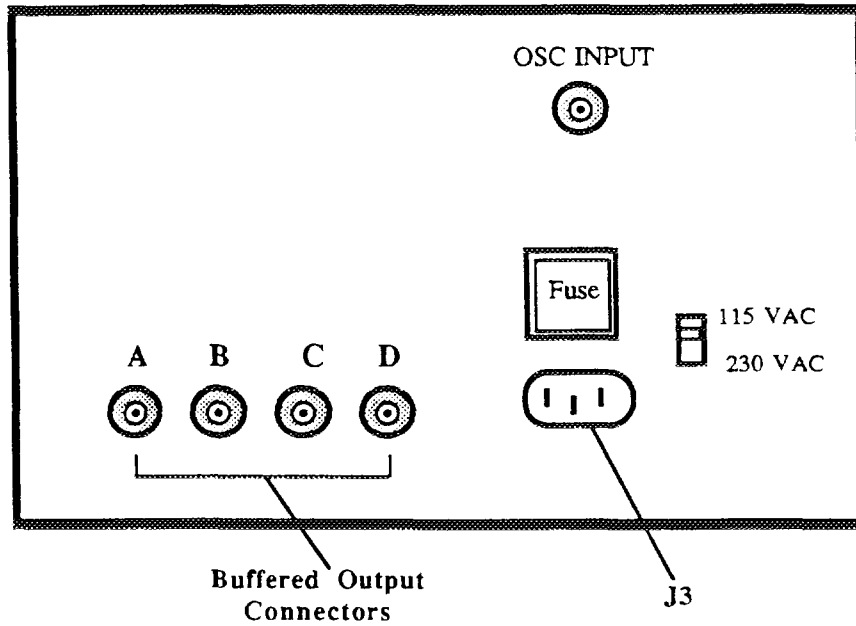 OSC INPUT
Fuse
115 VAC
230 VAC
A B C D
Buffered Output
Connectors
J3